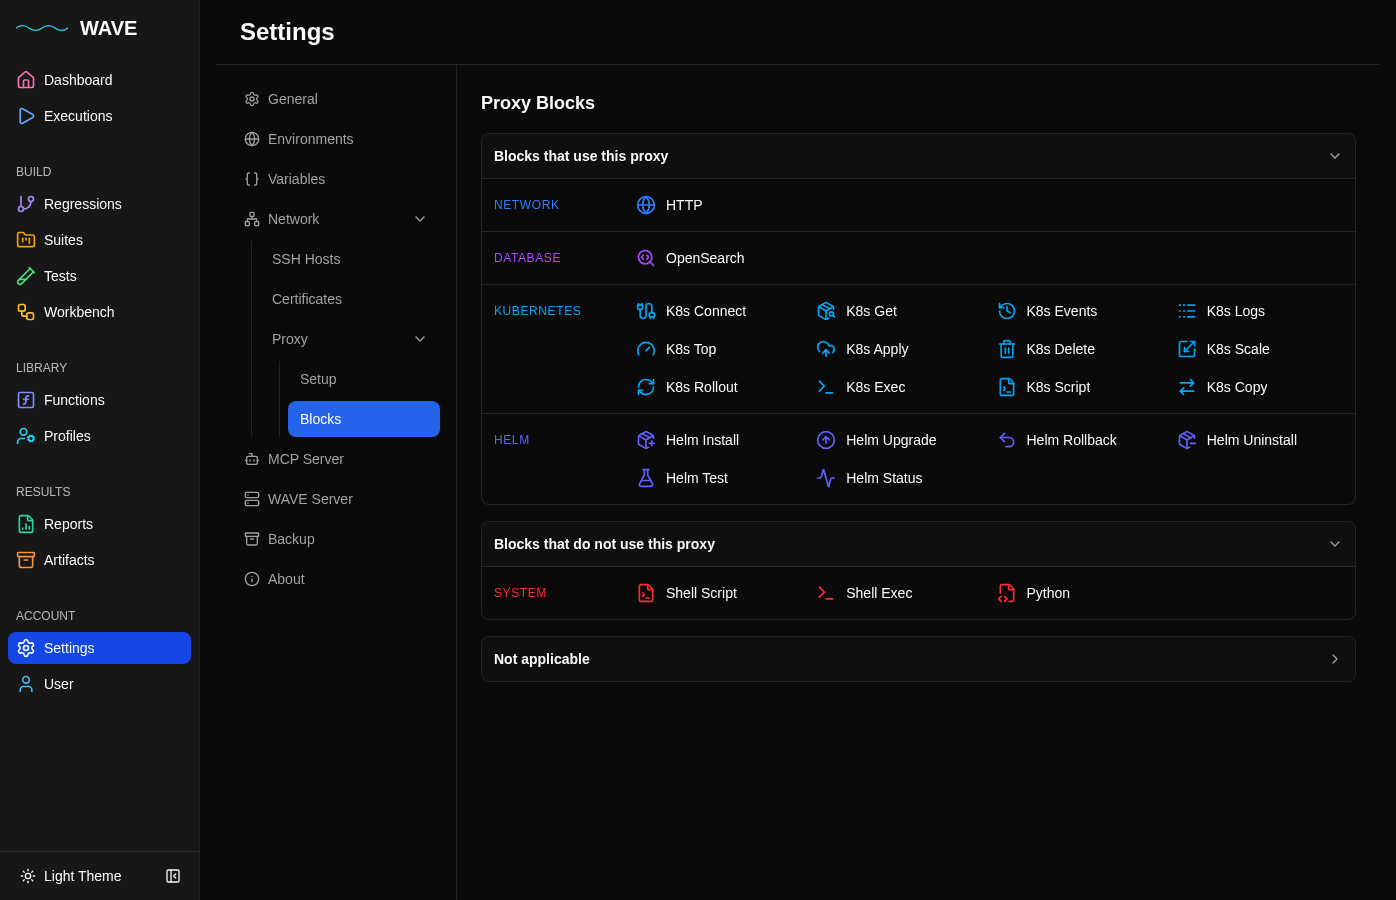 WAVE
Dashboard
Executions
BUILD
Regressions
Suites
Tests
Workbench
LIBRARY
Functions
Profiles
RESULTS
Reports
Artifacts
ACCOUNT
Settings
User
Light Theme
Settings
General
Environments
Variables
Network
SSH Hosts
Certificates
Proxy
Setup
Blocks
MCP Server
WAVE Server
Backup
About
Proxy Blocks
Blocks that use this proxy
NETWORK HTTP
DATABASE OpenSearch
KUBERNETES K8s Connect K8s Get K8s Events K8s Logs
K8s Top K8s Apply K8s Delete K8s Scale
K8s Rollout K8s Exec K8s Script K8s Copy
HELM Helm Install Helm Upgrade Helm Rollback Helm Uninstall
Helm Test Helm Status
Blocks that do not use this proxy
SYSTEM Shell Script Shell Exec Python
Not applicable